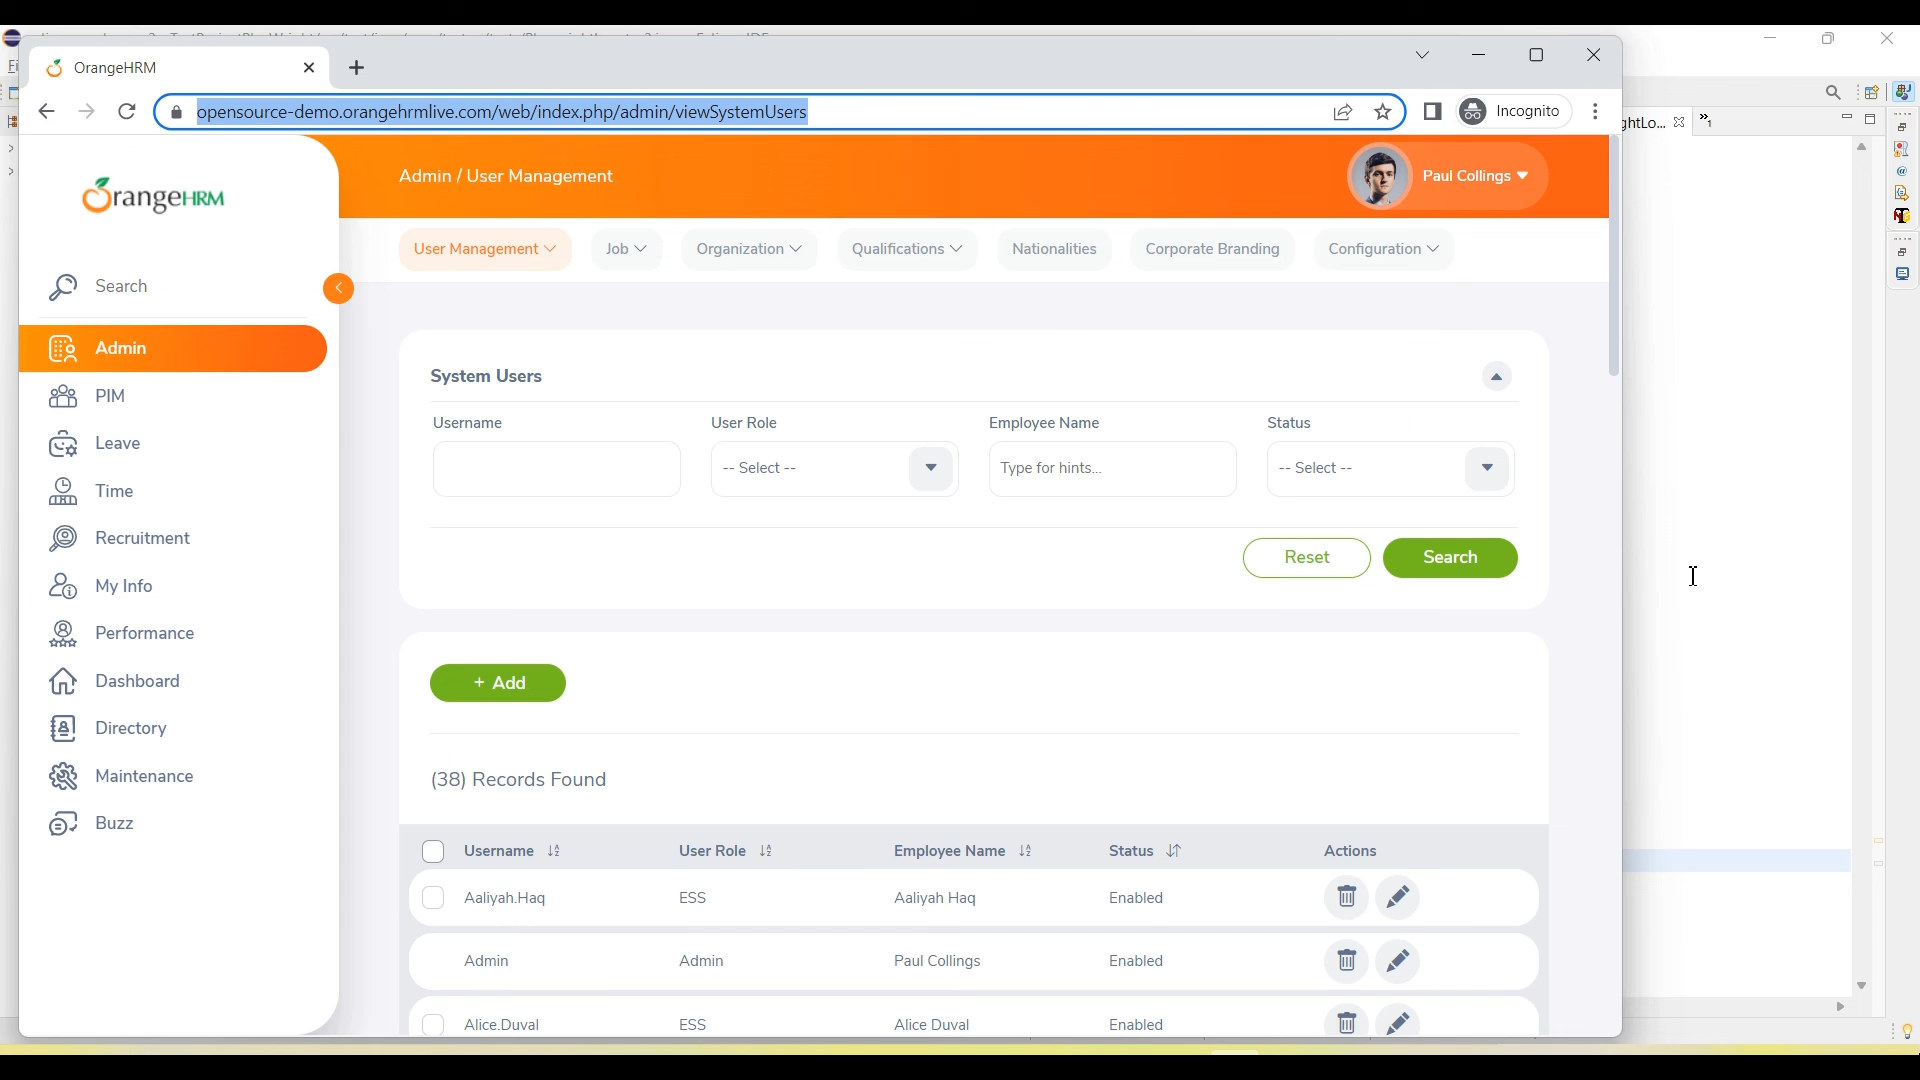 OrangeHRM
opensource-demo.orangehrmlive.com/web/index.php/admin/viewSystemUsers
Incognito
ghtLo...
»1
OrangeHRM
Admin / User Management
Paul Collings
User Management
Job
Organization
Qualifications
Nationalities
Corporate Branding
Configuration
Search
Admin
PIM
Leave
Time
Recruitment
My Info
Performance
Dashboard
Directory
Maintenance
Buzz
System Users
Username
User Role
Employee Name
Status
-- Select --
Type for hints...
-- Select --
Reset
Search
+ Add
(38) Records Found
Username
User Role
Employee Name
Status
Actions
Aaliyah.Haq
ESS
Aaliyah Haq
Enabled
Admin
Admin
Paul Collings
Enabled
Alice.Duval
ESS
Alice Duval
Enabled